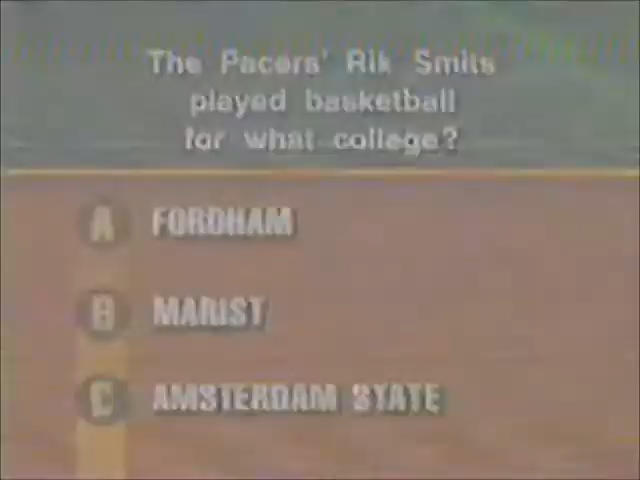 The Pacers' Rik Smits
played basketball
for what college?
A FORDHAM
B MARIST
C AMSTERDAM STATE